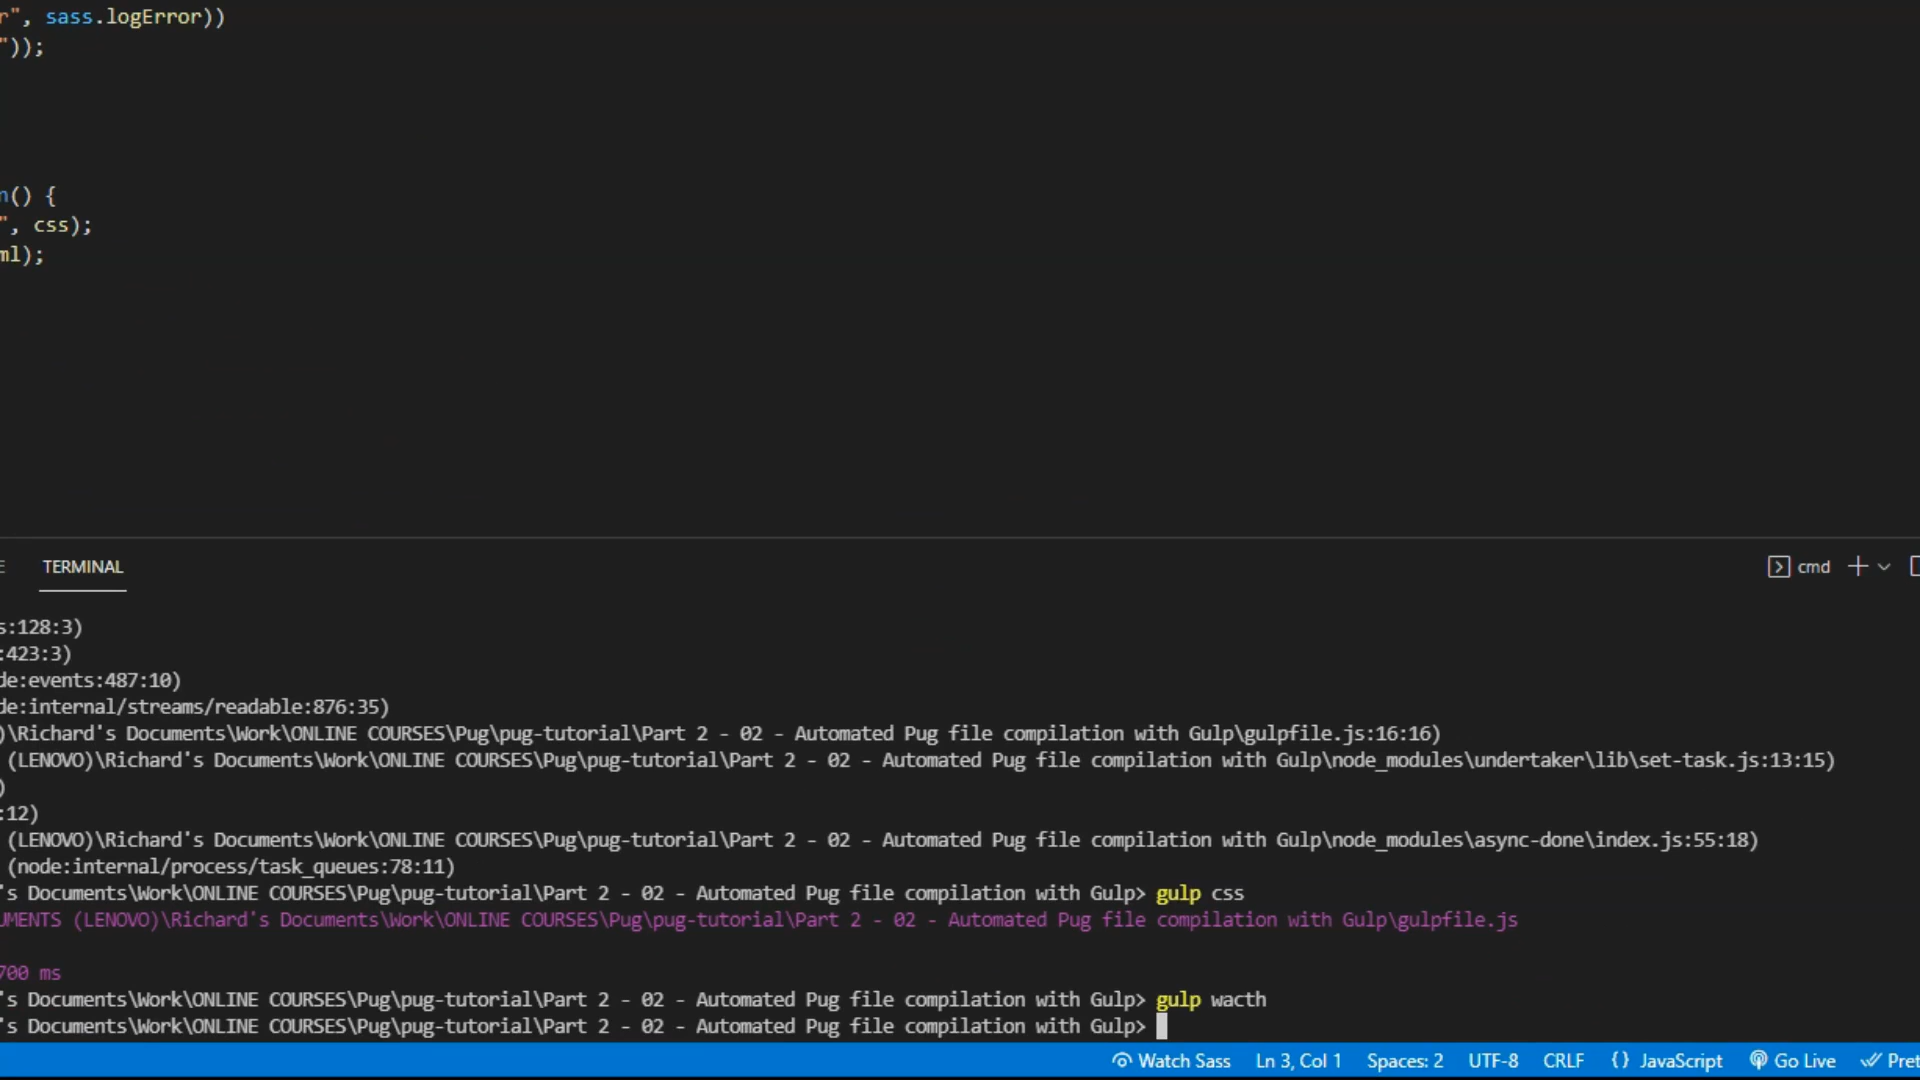 r", sass.logError))
"));
n() {
", css);
ml);
E TERMINAL cmd
s:128:3)
:423:3)
de:events:487:10)
de:internal/streams/readable:876:35)
)\Richard's Documents\Work\ONLINE COURSES\Pug\pug-tutorial\Part 2 - 02 - Automated Pug file compilation with Gulp\gulpfile.js:16:16)
(LENOVO)\Richard's Documents\Work\ONLINE COURSES\Pug\pug-tutorial\Part 2 - 02 - Automated Pug file compilation with Gulp\node_modules\undertaker\lib\set-task.js:13:15)
)
:12)
(LENOVO)\Richard's Documents\Work\ONLINE COURSES\Pug\pug-tutorial\Part 2 - 02 - Automated Pug file compilation with Gulp\node_modules\async-done\index.js:55:18)
(node:internal/process/task_queues:78:11)
's Documents\Work\ONLINE COURSES\Pug\pug-tutorial\Part 2 - 02 - Automated Pug file compilation with Gulp> gulp css
UMENTS (LENOVO)\Richard's Documents\Work\ONLINE COURSES\Pug\pug-tutorial\Part 2 - 02 - Automated Pug file compilation with Gulp\gulpfile.js
700 ms
's Documents\Work\ONLINE COURSES\Pug\pug-tutorial\Part 2 - 02 - Automated Pug file compilation with Gulp> gulp wacth
's Documents\Work\ONLINE COURSES\Pug\pug-tutorial\Part 2 - 02 - Automated Pug file compilation with Gulp>
Watch Sass Ln 3, Col 1 Spaces: 2 UTF-8 CRLF {} JavaScript Go Live Pret